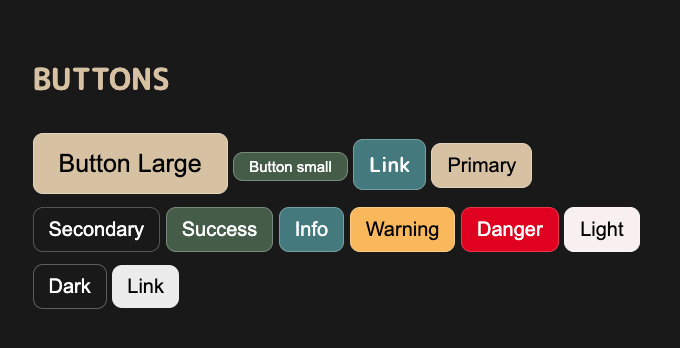 BUTTONS
Button Large Button small Link Primary
Secondary Success Info Warning Danger Light
Dark Link